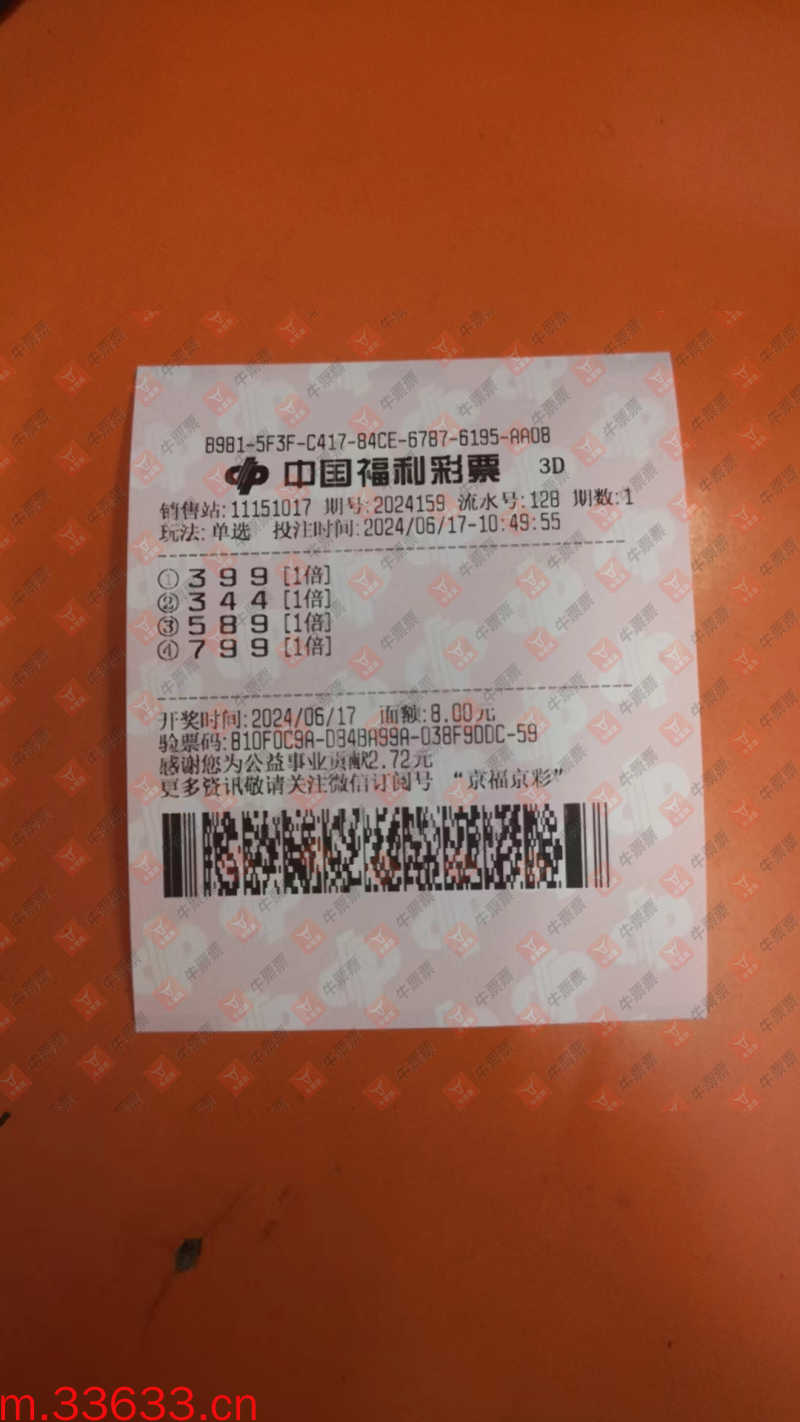 B981-5F3F-C417-84CE-6787-6195-AA08
中国福利彩票 3D
销售站:11151017 期号:2024159 流水号:128 期数:1
玩法:单选 投注时间:2024/06/17-10:49:55
① 3 9 9 [1倍]
② 3 4 4 [1倍]
③ 5 8 9 [1倍]
④ 7 9 9 [1倍]
开奖时间:2024/06/17 面额:8.00元
验票码:810F0C9A-D94BA99A-038F9DDC-59
感谢您为公益事业贡献2.72元
更多资讯敬请关注微信订阅号 “京福京彩”
牛票票
m.33633.cn